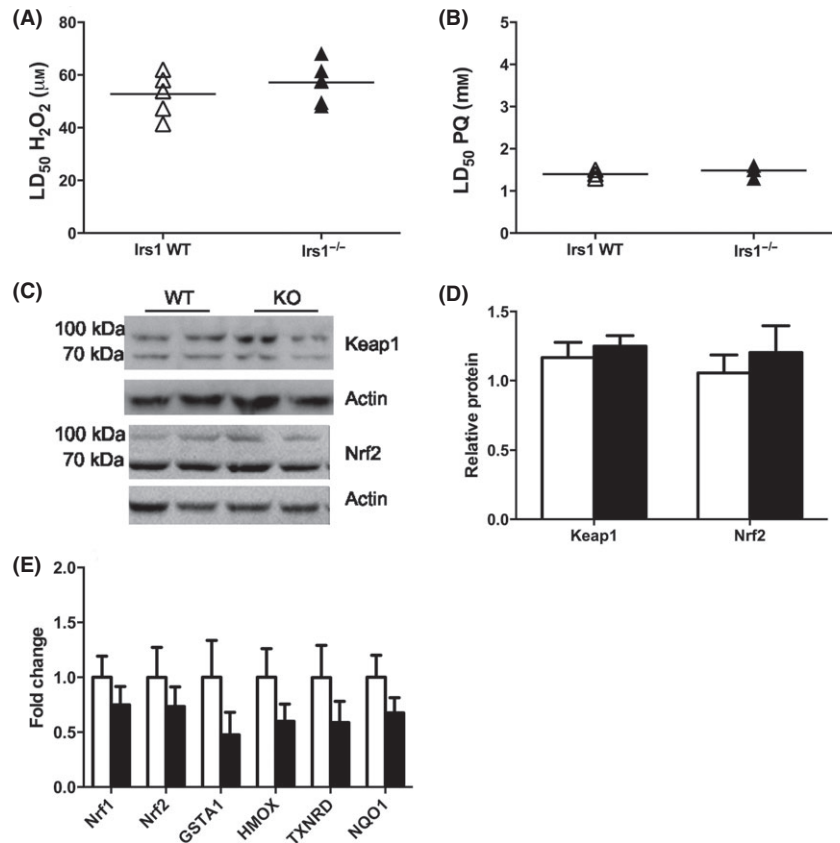 (A)
80
60
40
20
0
LD50 H2O2 (μM)
Irs1 WT
Irs1−/−
(B)
5
4
3
2
1
0
LD50 PQ (mM)
Irs1 WT
Irs1−/−
(C)
WT
KO
100 kDa
70 kDa
Keap1
Actin
100 kDa
70 kDa
Nrf2
Actin
(D)
1.5
1.0
0.5
0.0
Relative protein
Keap1
Nrf2
(E)
2.0
1.5
1.0
0.5
0.0
Fold change
Nrf1
Nrf2
GSTA1
HMOX
TXNRD
NQO1